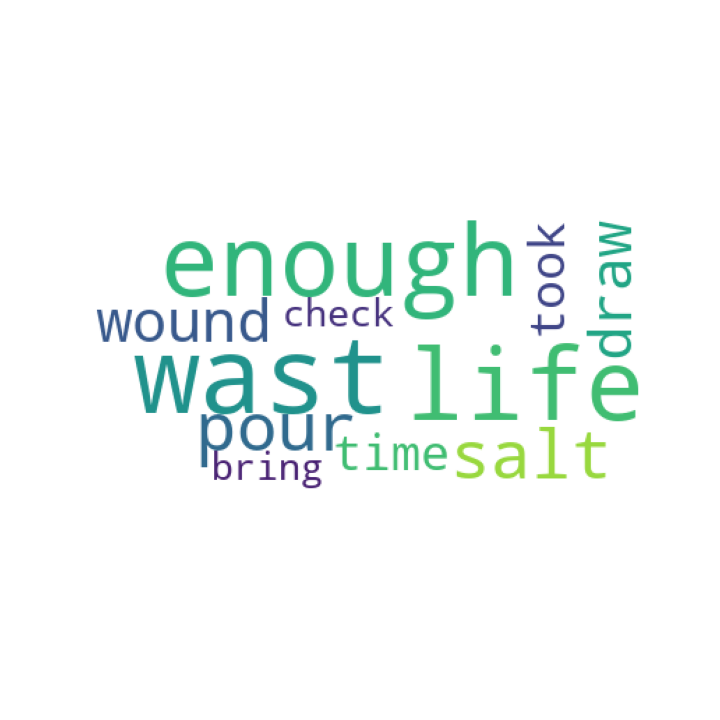 enough
took
draw
wound
check
wast
life
pour
time
salt
bring